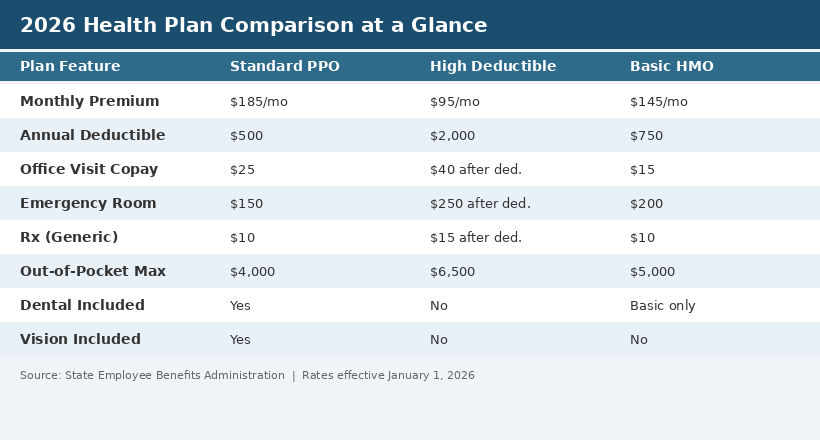 2026 Health Plan Comparison at a Glance
Plan Feature Standard PPO High Deductible Basic HMO
Monthly Premium $185/mo $95/mo $145/mo
Annual Deductible $500 $2,000 $750
Office Visit Copay $25 $40 after ded. $15
Emergency Room $150 $250 after ded. $200
Rx (Generic) $10 $15 after ded. $10
Out-of-Pocket Max $4,000 $6,500 $5,000
Dental Included Yes No Basic only
Vision Included Yes No No
Source: State Employee Benefits Administration | Rates effective January 1, 2026